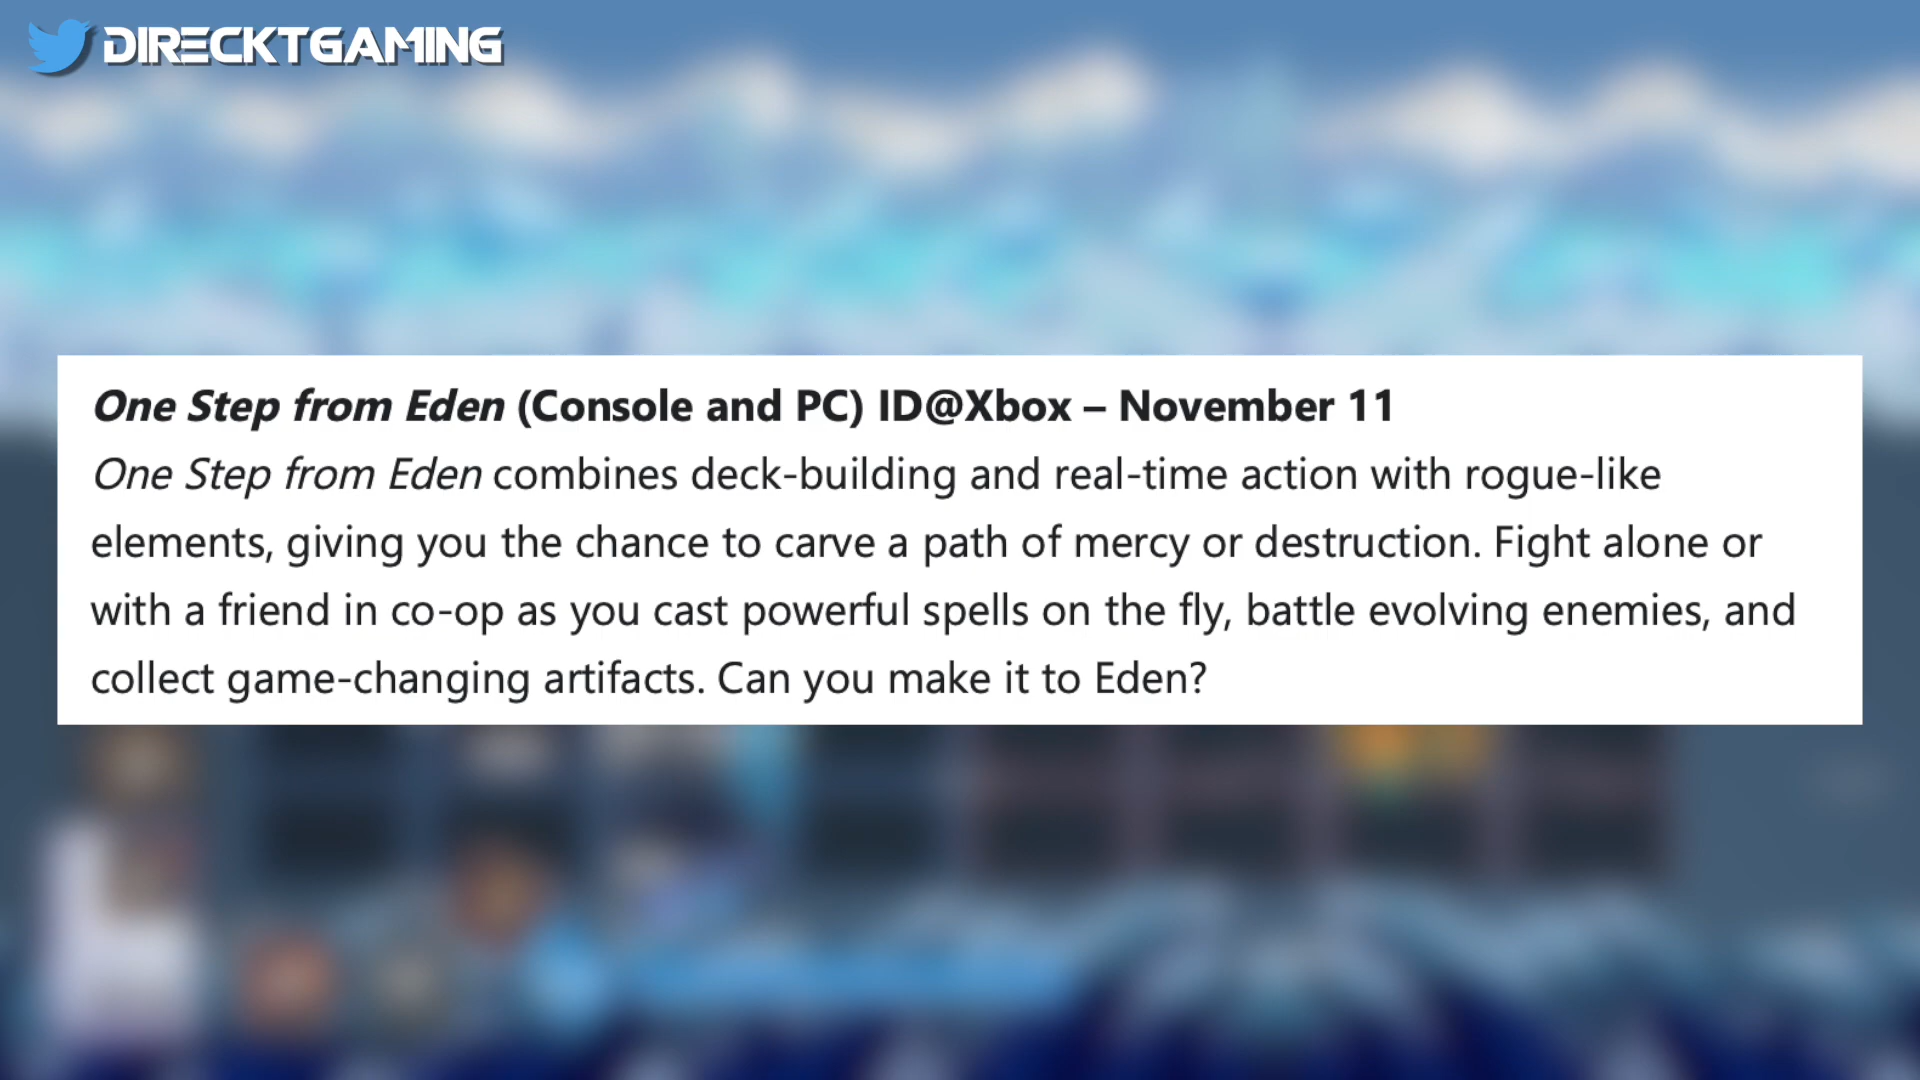 DIRECKTGAMING
One Step from Eden (Console and PC) ID@Xbox – November 11
One Step from Eden combines deck-building and real-time action with rogue-like
elements, giving you the chance to carve a path of mercy or destruction. Fight alone or
with a friend in co-op as you cast powerful spells on the fly, battle evolving enemies, and
collect game-changing artifacts. Can you make it to Eden?